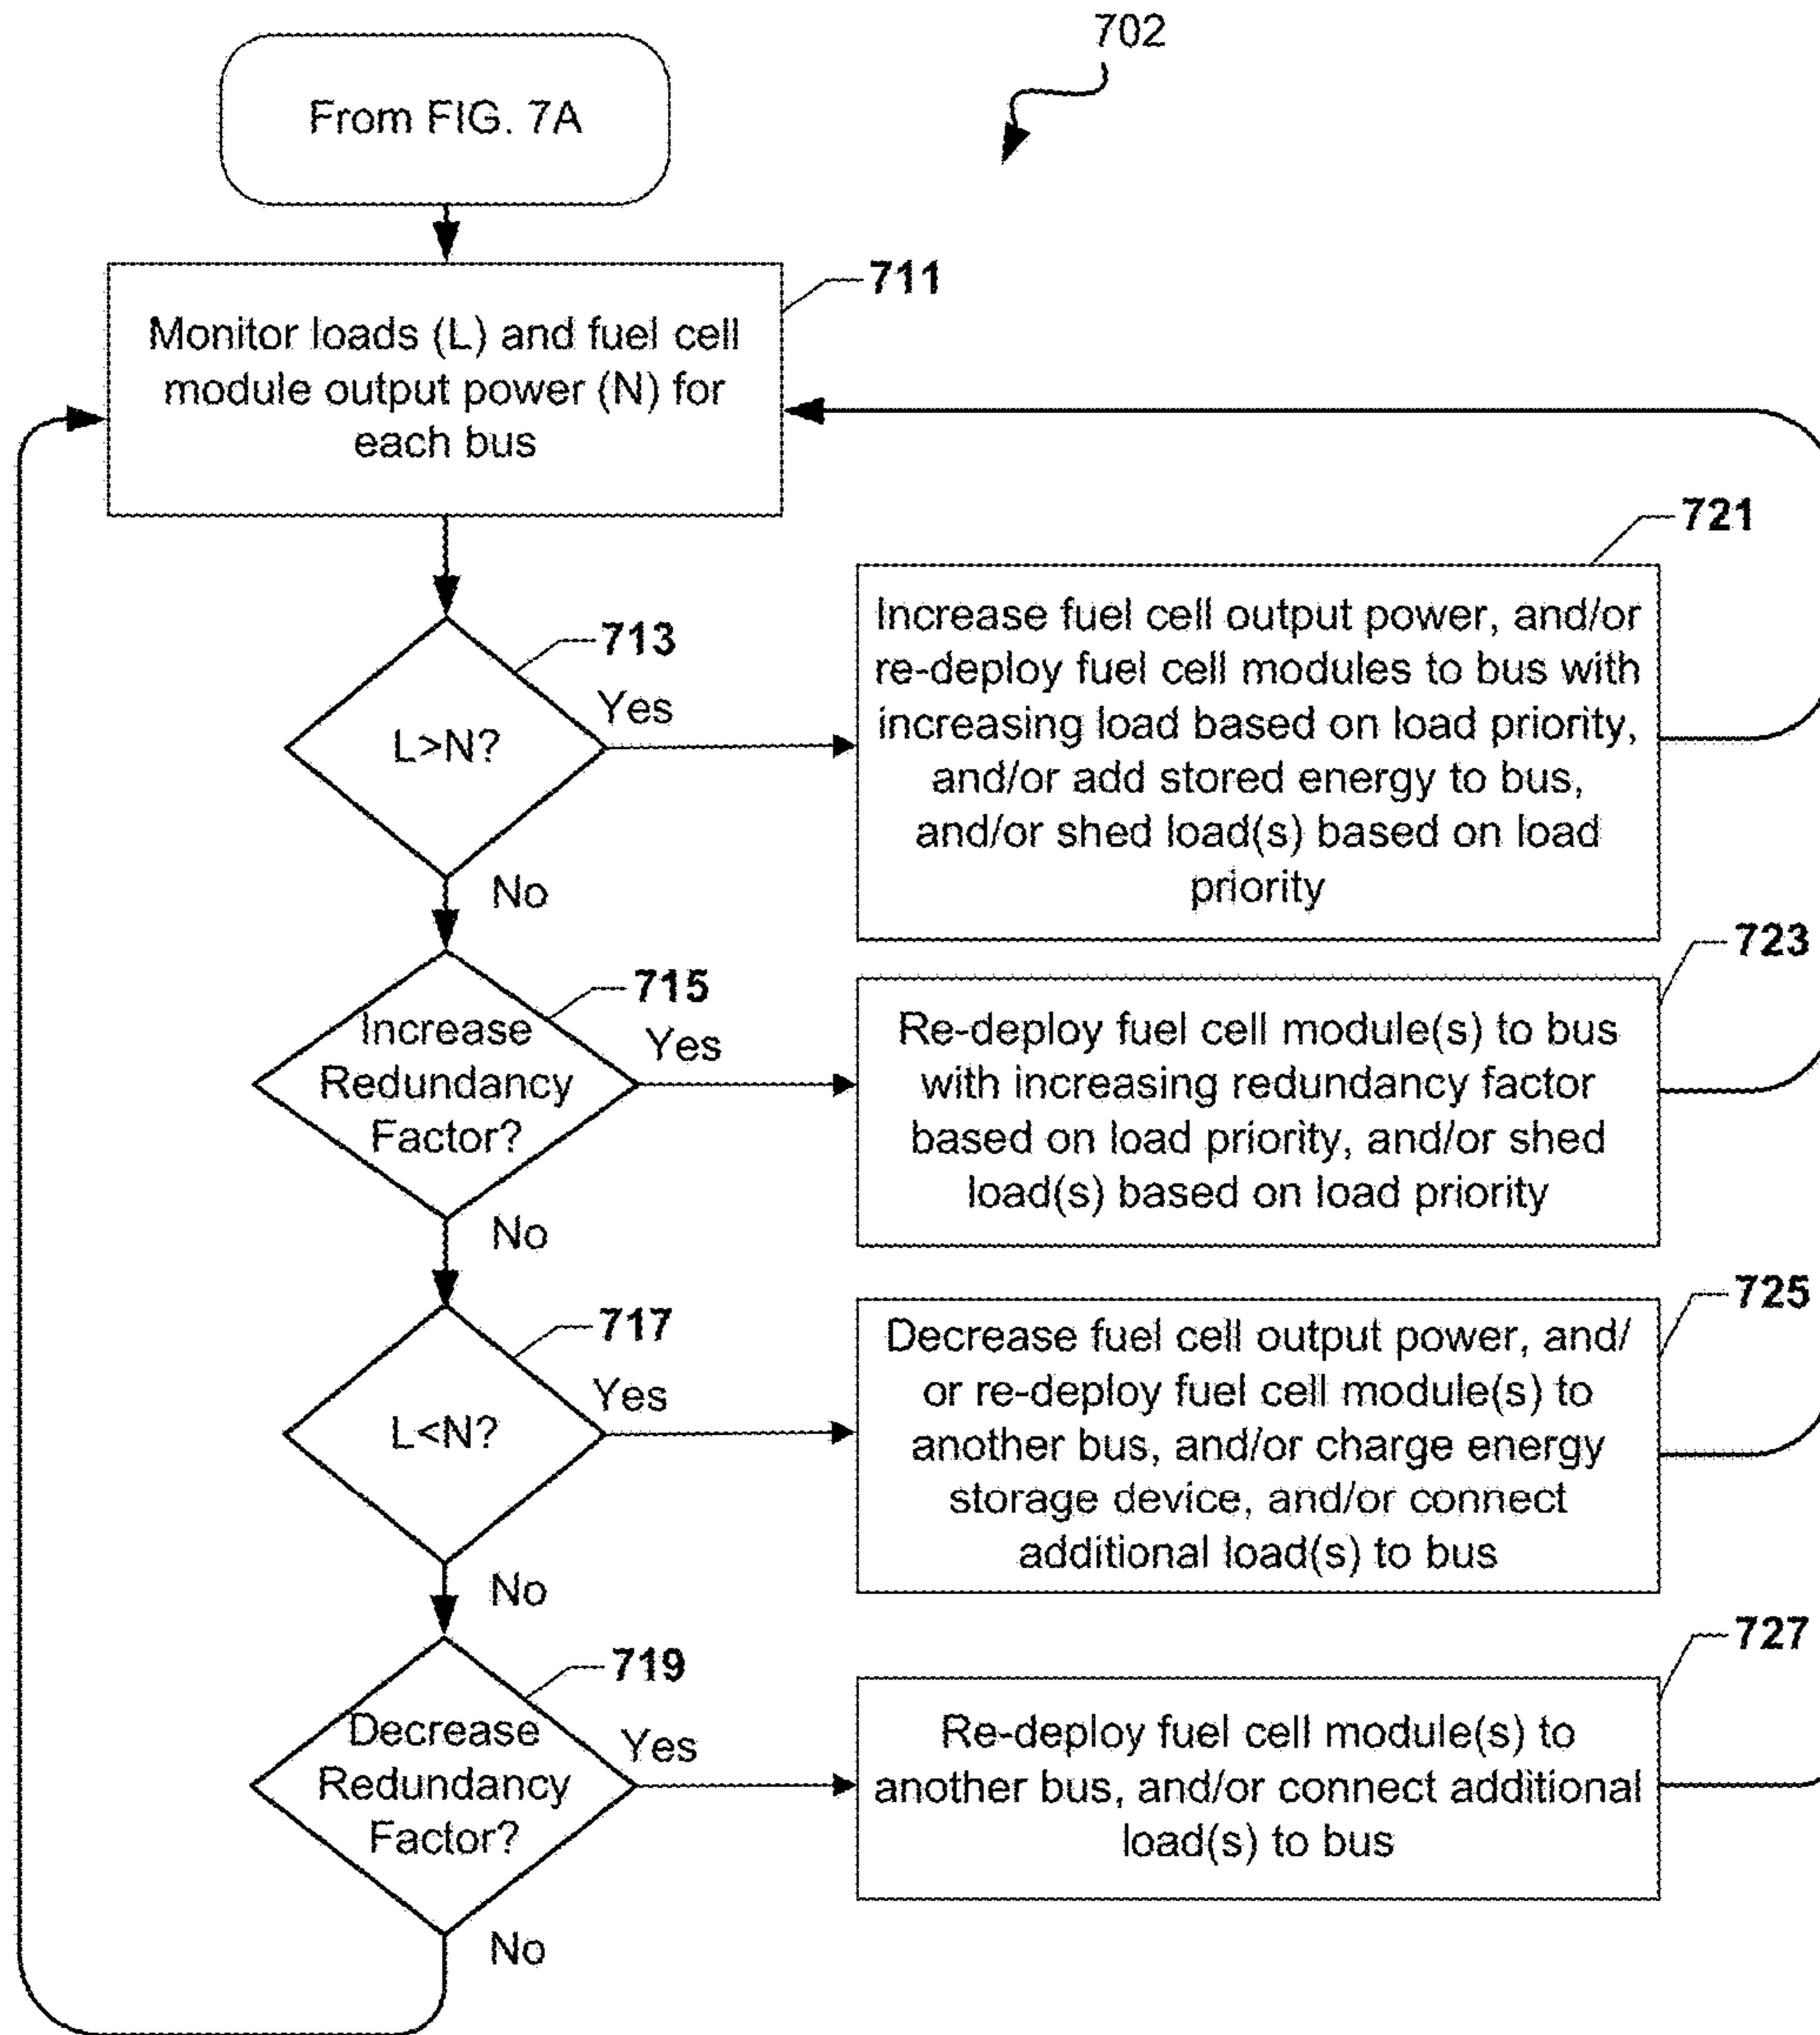 702
From FIG. 7A
711
Monitor loads (L) and fuel cell
module output power (N) for
each bus
713
L>N?
Yes
No
721
Increase fuel cell output power, and/or
re-deploy fuel cell modules to bus with
increasing load based on load priority,
and/or add stored energy to bus,
and/or shed load(s) based on load
priority
715
Increase
Redundancy
Factor?
Yes
No
723
Re-deploy fuel cell module(s) to bus
with increasing redundancy factor
based on load priority, and/or shed
load(s) based on load priority
717
L<N?
Yes
No
725
Decrease fuel cell output power, and/
or re-deploy fuel cell module(s) to
another bus, and/or charge energy
storage device, and/or connect
additional load(s) to bus
719
Decrease
Redundancy
Factor?
Yes
No
727
Re-deploy fuel cell module(s) to
another bus, and/or connect additional
load(s) to bus